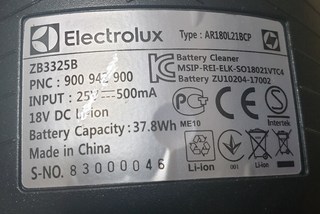 Electrolux Type : AR180L21BCP
ZB3325B
Battery Cleaner
PNC : 900 942 900
MSIP-REI-ELK-SO18021VTC6
INPUT : 25V 500mA
Battery ZU10204-17002
18V DC Li-ion
Battery Capacity : 37.8Wh
ME10
Made in China
Li-ion
Intertek
S-NO. 83000046